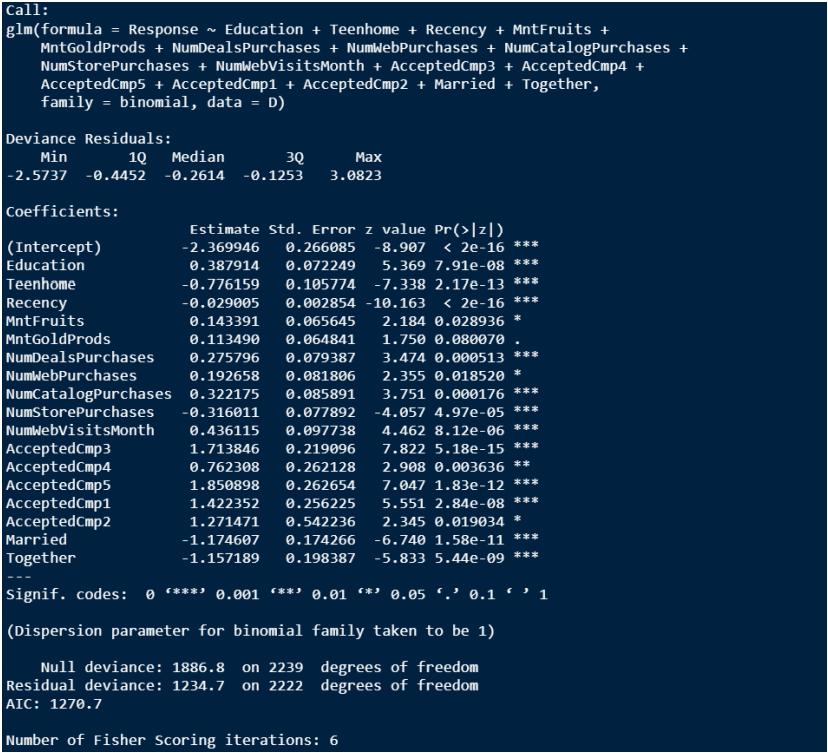 Call:
glm(formula = Response ~ Education + Teenhome + Recency + MntFruits +
    MntGoldProds + NumDealsPurchases + NumWebPurchases + NumCatalogPurchases +
    NumStorePurchases + NumWebVisitsMonth + AcceptedCmp3 + AcceptedCmp4 +
    AcceptedCmp5 + AcceptedCmp1 + AcceptedCmp2 + Married + Together,
    family = binomial, data = D)
Deviance Residuals:
    Min      1Q  Median      3Q     Max
-2.5737 -0.4452 -0.2614 -0.1253  3.0823
Coefficients:
                     Estimate Std. Error z value Pr(>|z|)
(Intercept)         -2.369946   0.266085  -8.907  < 2e-16 ***
Education            0.387914   0.072249   5.369 7.91e-08 ***
Teenhome            -0.776159   0.105774  -7.338 2.17e-13 ***
Recency             -0.029005   0.002854 -10.163  < 2e-16 ***
MntFruits            0.143391   0.065645   2.184 0.028936 *
MntGoldProds         0.113490   0.064841   1.750 0.080070 .
NumDealsPurchases    0.275796   0.079387   3.474 0.000513 ***
NumWebPurchases      0.192658   0.081806   2.355 0.018520 *
NumCatalogPurchases  0.322175   0.085891   3.751 0.000176 ***
NumStorePurchases   -0.316011   0.077892  -4.057 4.97e-05 ***
NumWebVisitsMonth    0.436115   0.097738   4.462 8.12e-06 ***
AcceptedCmp3         1.713846   0.219096   7.822 5.18e-15 ***
AcceptedCmp4         0.762308   0.262128   2.908 0.003636 **
AcceptedCmp5         1.850898   0.262654   7.047 1.83e-12 ***
AcceptedCmp1         1.422352   0.256225   5.551 2.84e-08 ***
AcceptedCmp2         1.271471   0.542236   2.345 0.019034 *
Married             -1.174607   0.174266  -6.740 1.58e-11 ***
Together            -1.157189   0.198387  -5.833 5.44e-09 ***
---
Signif. codes:  0 ‘***’ 0.001 ‘**’ 0.01 ‘*’ 0.05 ‘.’ 0.1 ‘ ’ 1
(Dispersion parameter for binomial family taken to be 1)
    Null deviance: 1886.8  on 2239  degrees of freedom
Residual deviance: 1234.7  on 2222  degrees of freedom
AIC: 1270.7
Number of Fisher Scoring iterations: 6